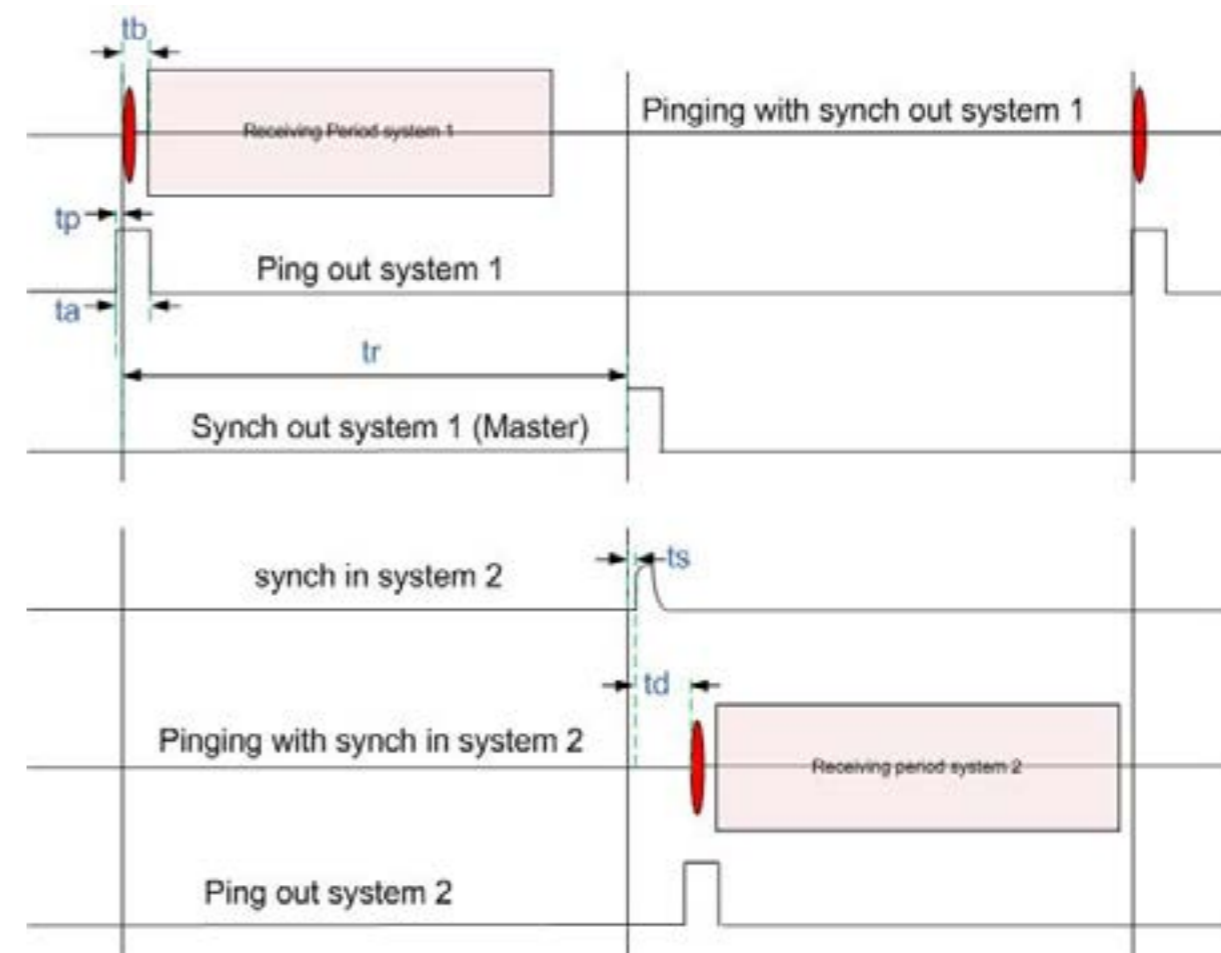 tb
Pinging with synch out system 1
Receiving Period system 1
tp
Ping out system 1
ta
tr
Synch out system 1 (Master)
synch in system 2
ts
td
Pinging with synch in system 2
Receiving period system 2
Ping out system 2